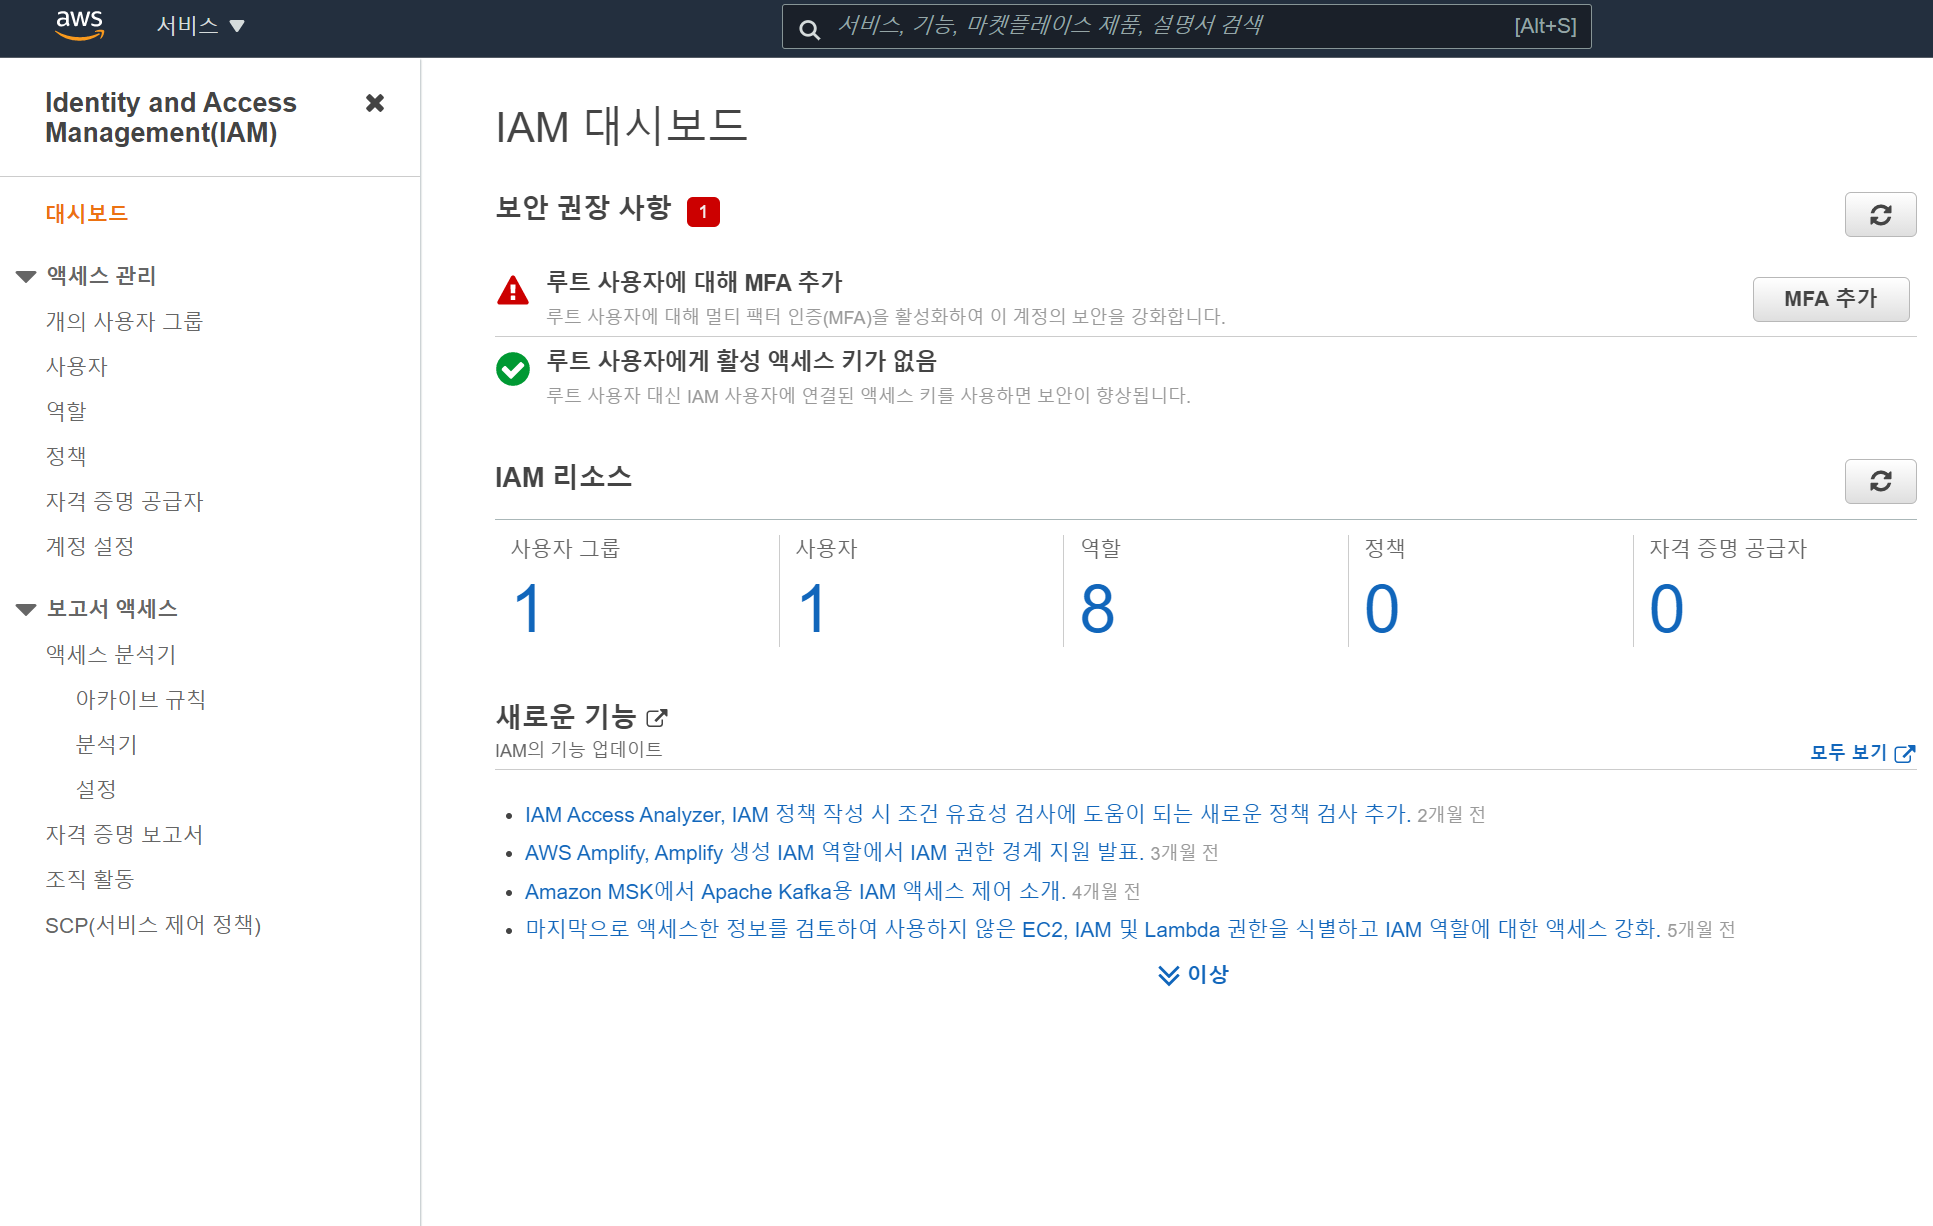 aws
서비스
서비스, 기능, 마켓플레이스 제품, 설명서 검색
[Alt+S]
Identity and Access
Management(IAM)
대시보드
액세스 관리
개의 사용자 그룹
사용자
역할
정책
자격 증명 공급자
계정 설정
보고서 액세스
액세스 분석기
아카이브 규칙
분석기
설정
자격 증명 보고서
조직 활동
SCP(서비스 제어 정책)
IAM 대시보드
보안 권장 사항 1
루트 사용자에 대해 MFA 추가
루트 사용자에 대해 멀티 팩터 인증(MFA)을 활성화하여 이 계정의 보안을 강화합니다.
MFA 추가
루트 사용자에게 활성 액세스 키가 없음
루트 사용자 대신 IAM 사용자에 연결된 액세스 키를 사용하면 보안이 향상됩니다.
IAM 리소스
사용자 그룹
1
사용자
1
역할
8
정책
0
자격 증명 공급자
0
새로운 기능
IAM의 기능 업데이트
모두 보기
IAM Access Analyzer, IAM 정책 작성 시 조건 유효성 검사에 도움이 되는 새로운 정책 검사 추가. 2개월 전
AWS Amplify, Amplify 생성 IAM 역할에서 IAM 권한 경계 지원 발표. 3개월 전
Amazon MSK에서 Apache Kafka용 IAM 액세스 제어 소개. 4개월 전
마지막으로 액세스한 정보를 검토하여 사용하지 않은 EC2, IAM 및 Lambda 권한을 식별하고 IAM 역할에 대한 액세스 강화. 5개월 전
이상